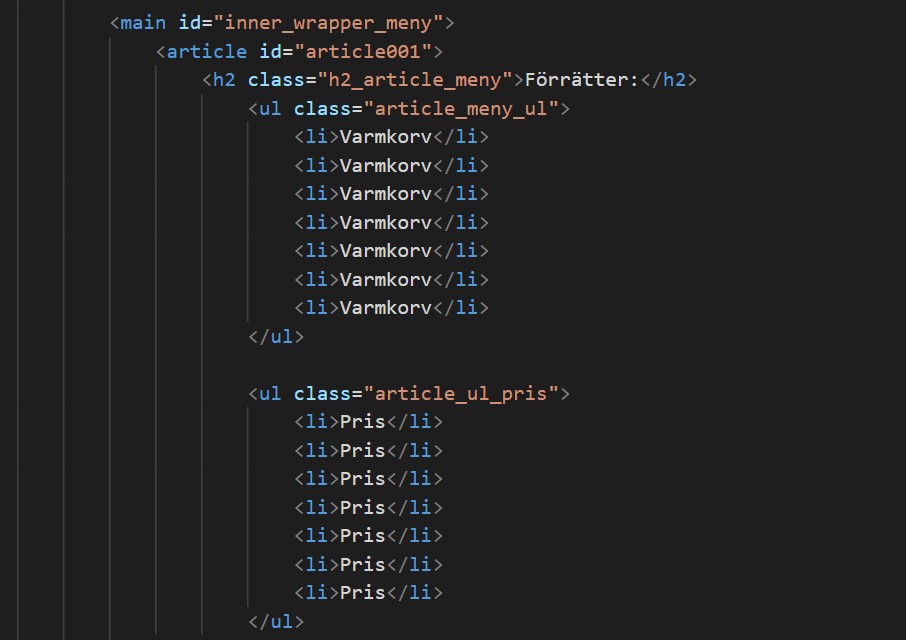 <main id="inner_wrapper_meny">
<article id="article001">
<h2 class="h2_article_meny">Förrätter:</h2>
<ul class="article_meny_ul">
<li>Varmkorv</li>
<li>Varmkorv</li>
<li>Varmkorv</li>
<li>Varmkorv</li>
<li>Varmkorv</li>
<li>Varmkorv</li>
<li>Varmkorv</li>
</ul>
<ul class="article_ul_pris">
<li>Pris</li>
<li>Pris</li>
<li>Pris</li>
<li>Pris</li>
<li>Pris</li>
<li>Pris</li>
<li>Pris</li>
</ul>